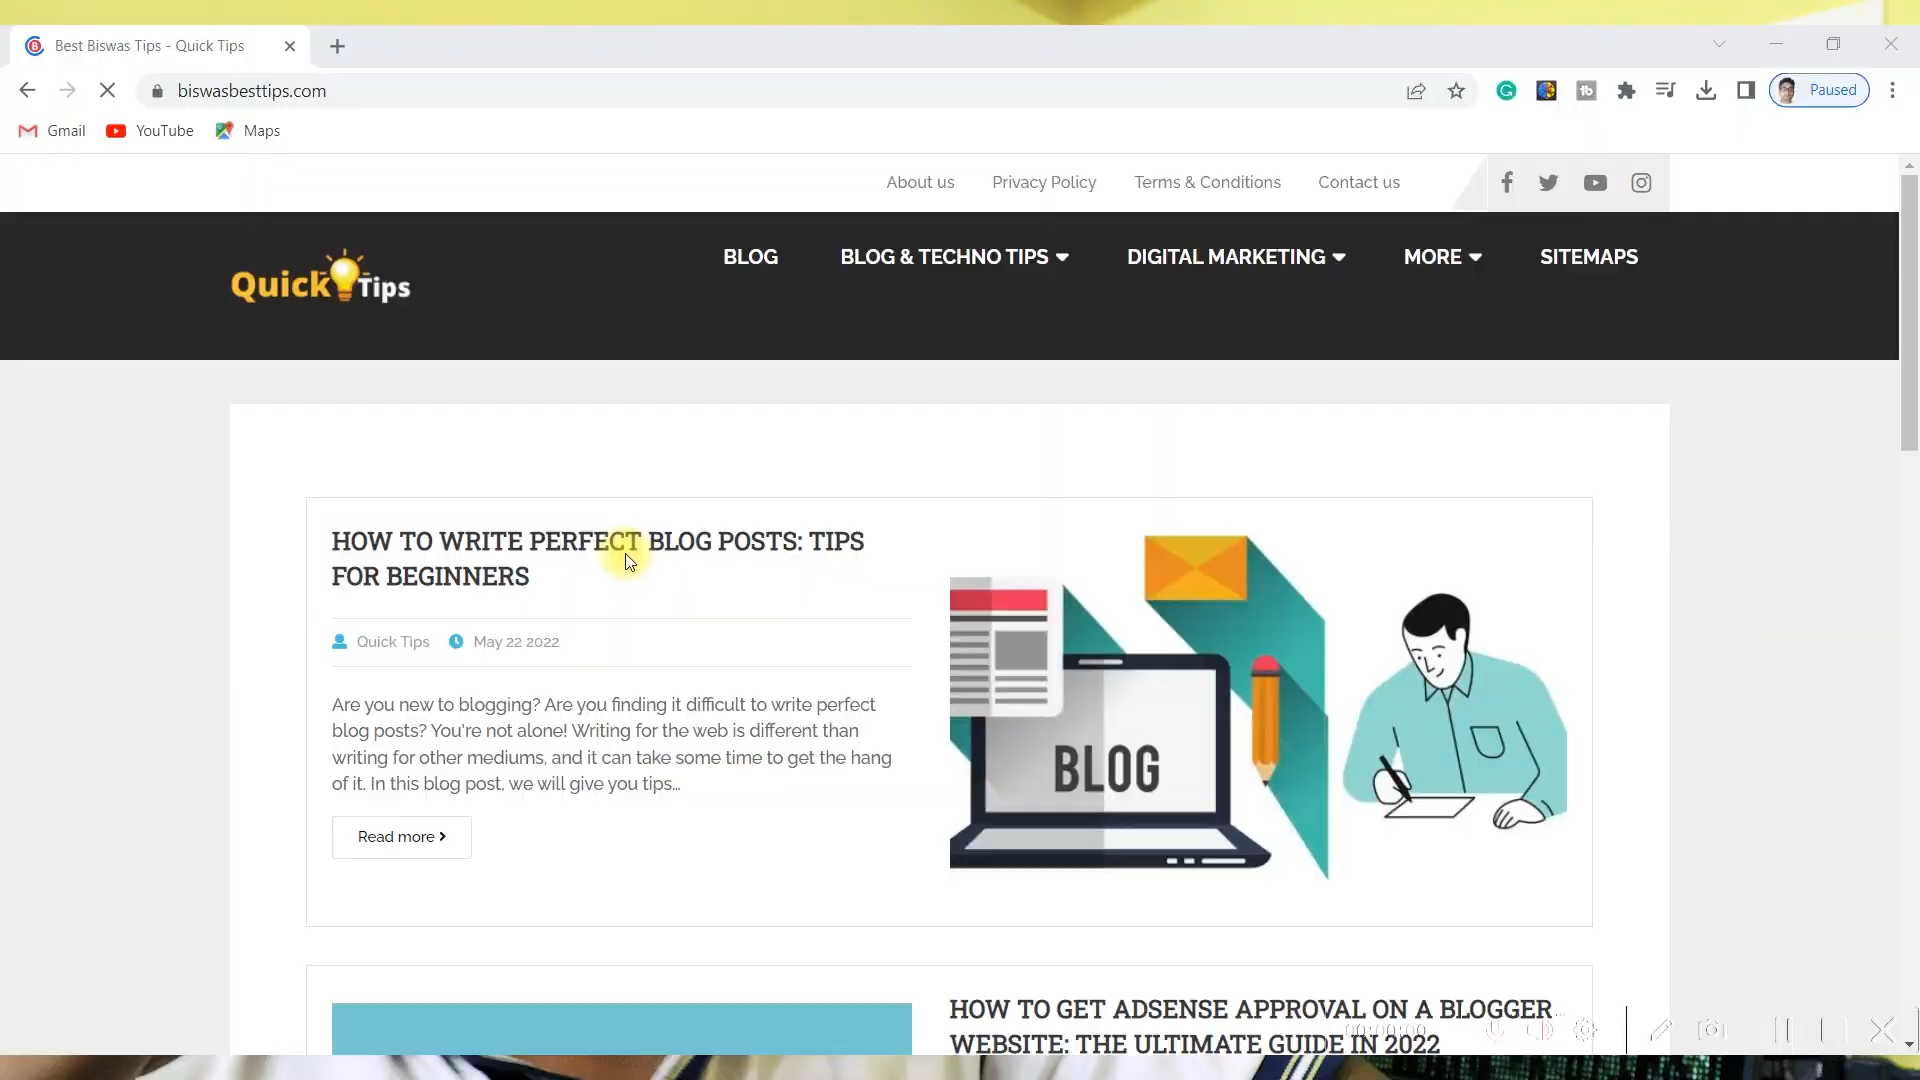 Best Biswas Tips - Quick Tips
biswasbesttips.com
Paused
Gmail
YouTube
Maps
About us
Privacy Policy
Terms & Conditions
Contact us
Quick Tips
BLOG
BLOG & TECHNO TIPS
DIGITAL MARKETING
MORE
SITEMAPS
HOW TO WRITE PERFECT BLOG POSTS: TIPS
FOR BEGINNERS
Quick Tips
May 22 2022
Are you new to blogging? Are you finding it difficult to write perfect
blog posts? You're not alone! Writing for the web is different than
writing for other mediums, and it can take some time to get the hang
of it. In this blog post, we will give you tips...
Read more
BLOG
HOW TO GET ADSENSE APPROVAL ON A BLOGGER
WEBSITE: THE ULTIMATE GUIDE IN 2022
00:00:00